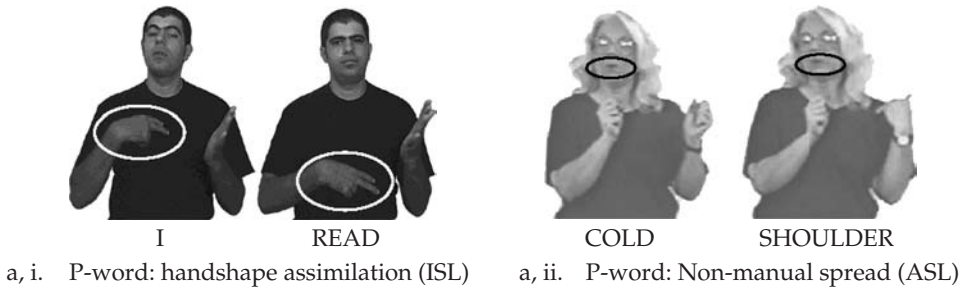 I READ COLD SHOULDER
a, i. P-word: handshape assimilation (ISL) a, ii. P-word: Non-manual spread (ASL)